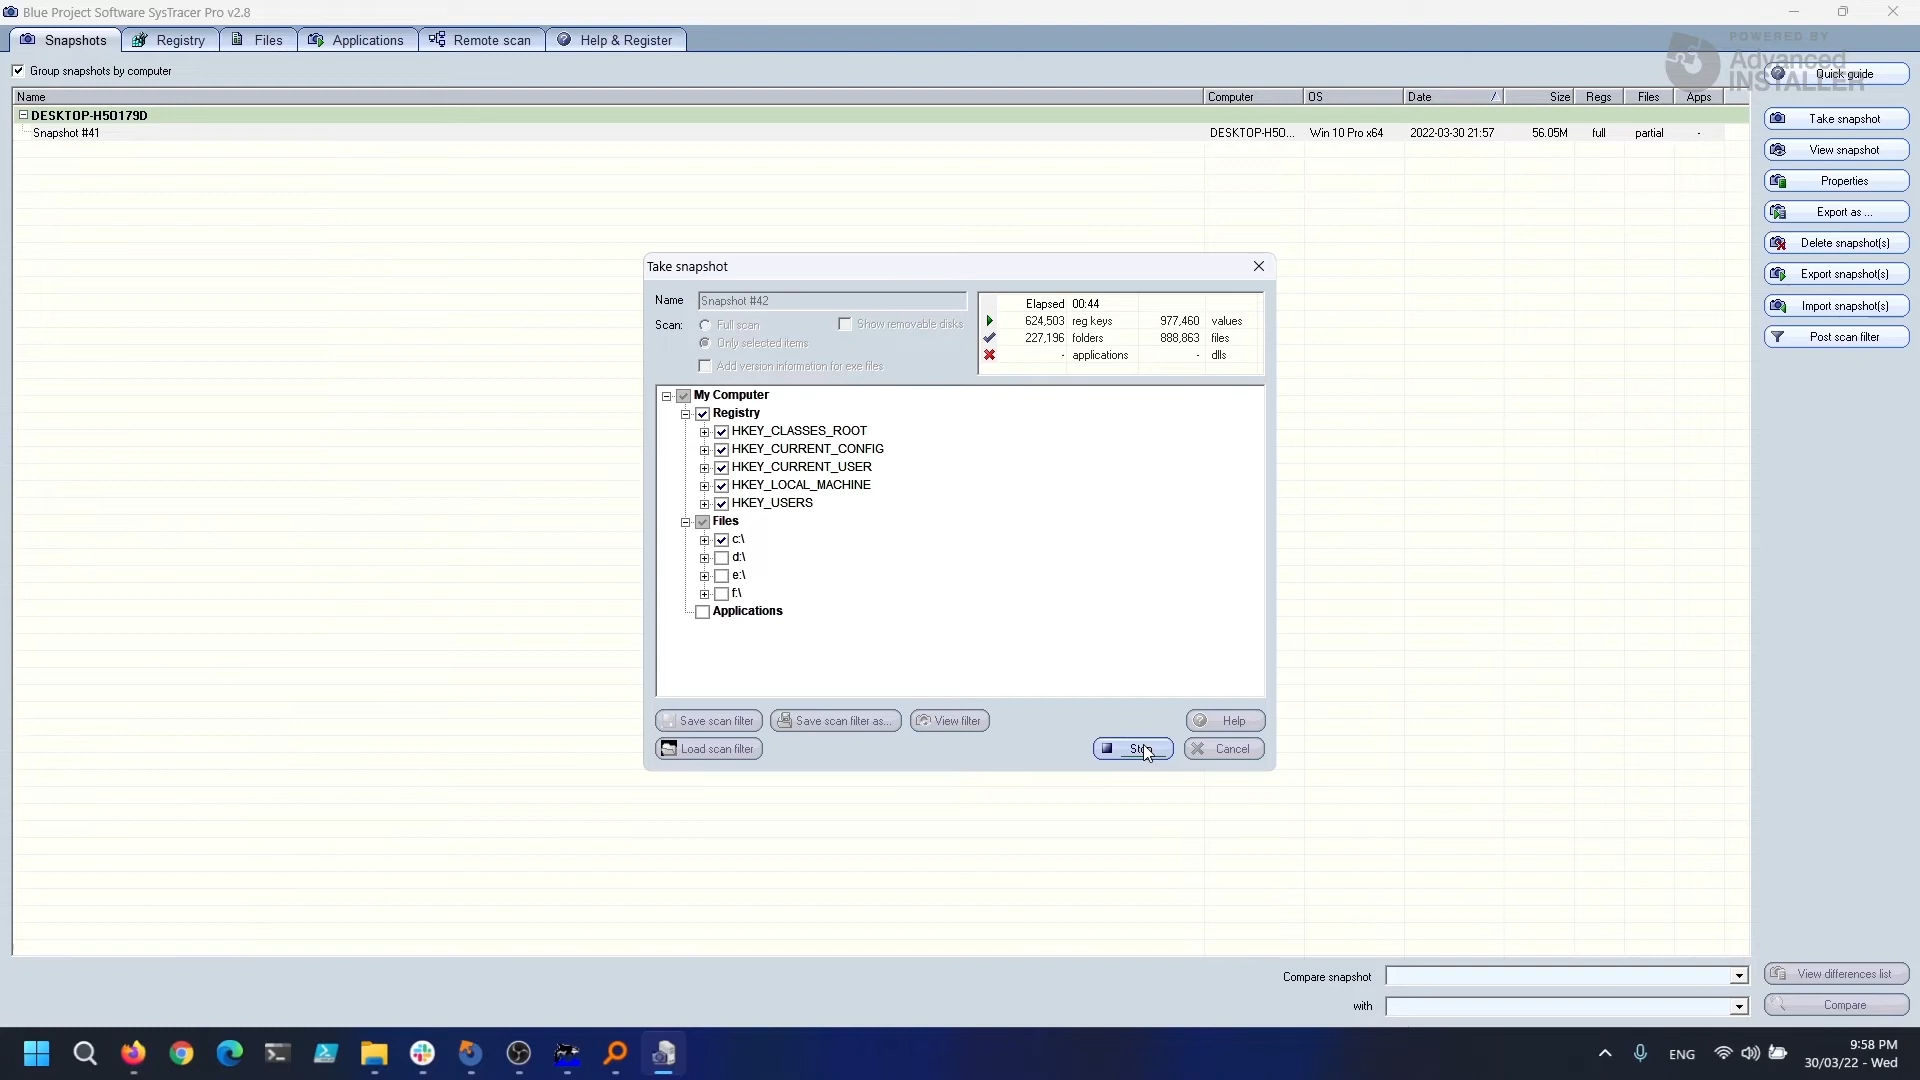 Blue Project Software SysTracer Pro v2.8
Snapshots
Registry
Files
Applications
Remote scan
Help & Register
POWERED BY
Advanced
INSTALLER
Group snapshots by computer
Quick guide
Name
Computer
OS
Date
Size
Regs
Files
Apps
DESKTOP-H5O179D
Snapshot #41
DESKTOP-H5O...
Win 10 Pro x64
2022-03-30 21:57
56.05M
full
partial
-
Take snapshot
View snapshot
Properties
Export as ...
Delete snapshot(s)
Export snapshot(s)
Import snapshot(s)
Post scan filter
Take snapshot
Name
Snapshot #42
Scan:
Full scan
Show removable disks
Only selected items
Add version information for exe files
Elapsed 00:44
624,503 reg keys 977,460 values
227,196 folders 888,863 files
- applications - dlls
My Computer
Registry
HKEY_CLASSES_ROOT
HKEY_CURRENT_CONFIG
HKEY_CURRENT_USER
HKEY_LOCAL_MACHINE
HKEY_USERS
Files
c:\
d:\
e:\
f:\
Applications
Save scan filter
Save scan filter as...
View filter
Help
Load scan filter
Stop
Cancel
Compare snapshot
View differences list
with
Compare
ENG
9:58 PM
30/03/22 - Wed